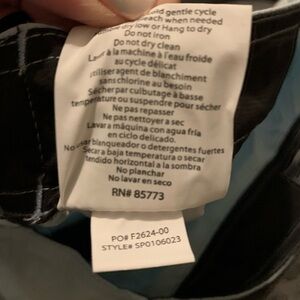 ld gentle cycle
each when needed
dry low or Hang to dry
Do not iron
Do not dry clean
à la machine à l'eau froide
au cycle délicat
utiliser agent de blanchiment
sans chlorine au besoin
Sécher par culbutage à basse
température ou suspendre pour sécher
Ne pas repasser
Ne pas nettoyer a sec
Lavar a máquina con agua fría
en ciclo delicado.
No usar blanqueador o detergentes fuertes
Secar a baja temperatura o secar
tendido horizontal a la sombra
No planchar
No lavar en seco
RN# 85773
PO# F2624-00
STYLE# SP0106023